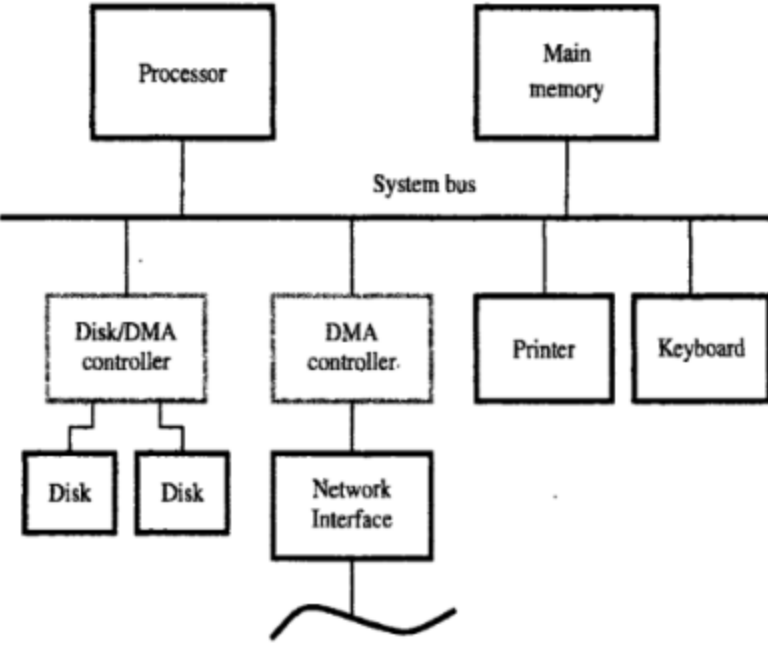 Processor
Main
memory
System bus
Disk/DMA
controller
DMA
controller
Printer
Keyboard
Disk
Disk
Network
Interface